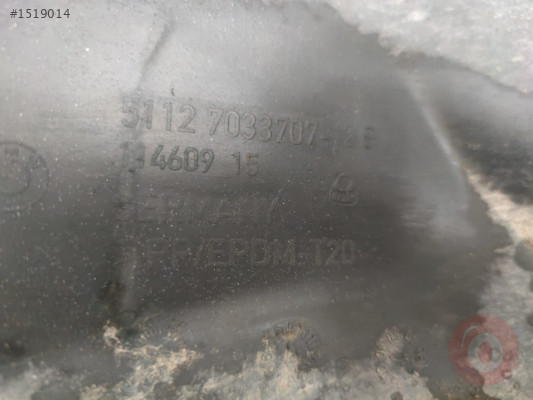 #1519014
5112 7033707-
4609 15
GERMANY
PP/EPDM-T20